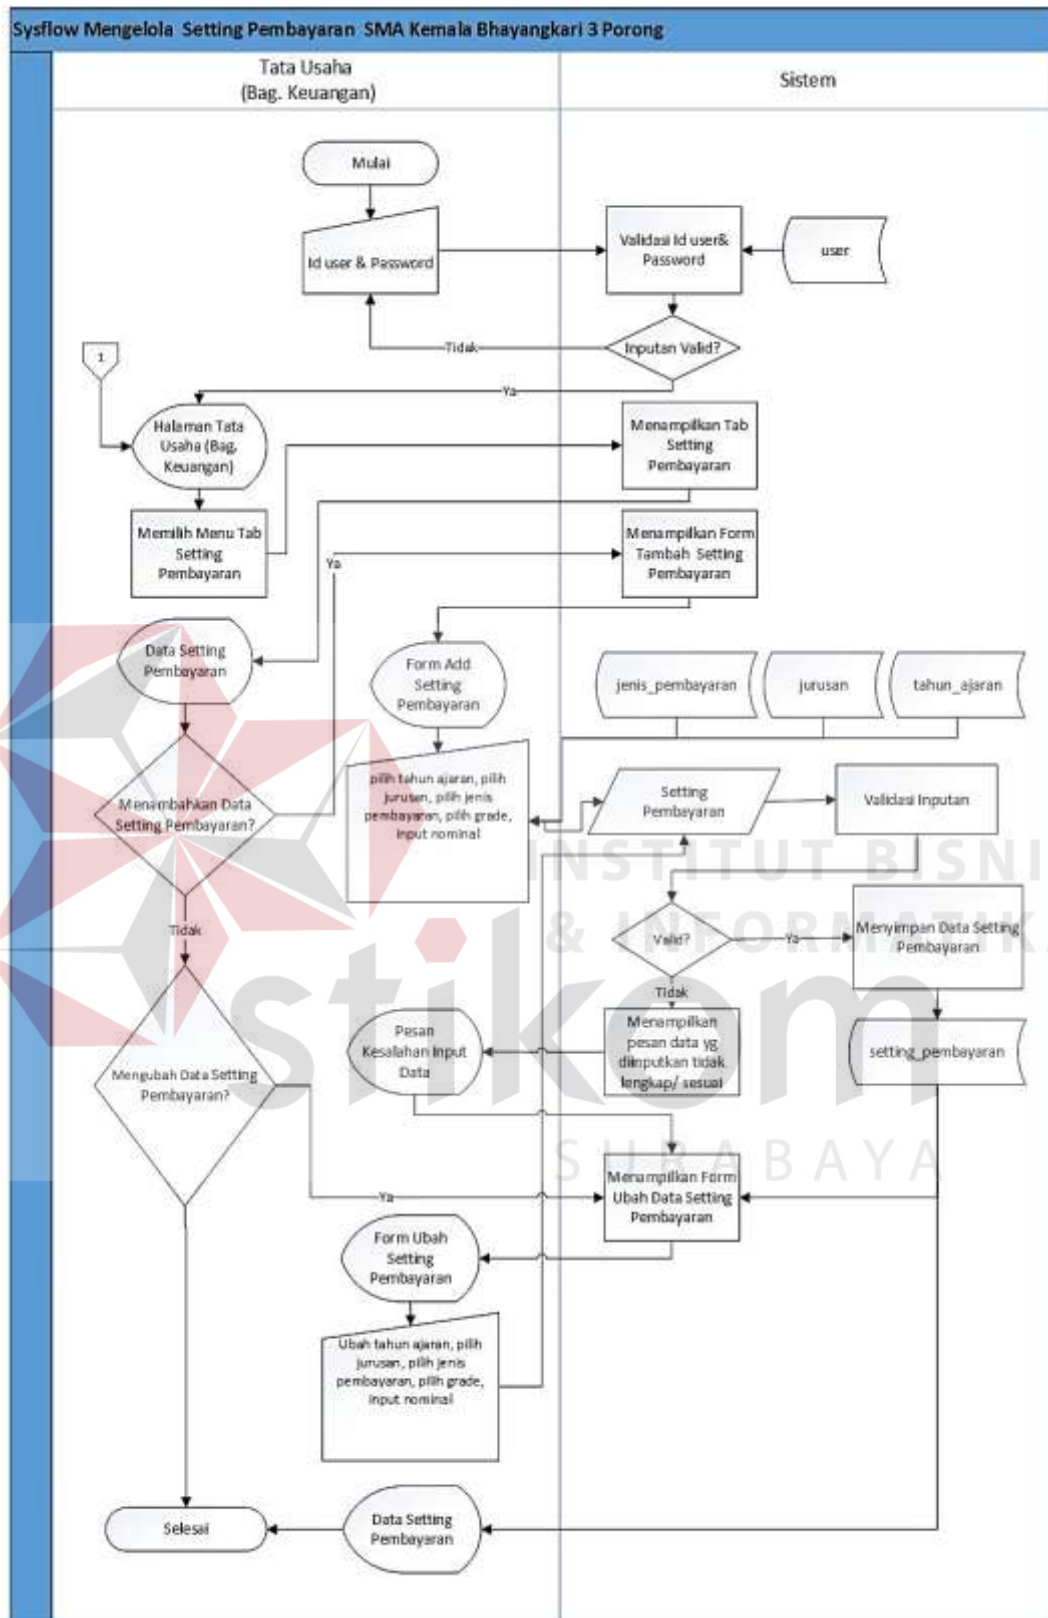 Sysflow Mengelola Setting Pembayaran SMA Kemala Bhayangkari 3 Porong
Tata Usaha
(Bag. Keuangan)
Sistem
Mulai
Id user & Password
Validasi Id user&
Password
user
Inputan Valid?
Tidak
Ya
1
Halaman Tata
Usaha (Bag.
Keuangan)
Menampilkan Tab
Setting
Pembayaran
Memilih Menu Tab
Setting
Pembayaran
Menampilkan Form
Tambah Setting
Pembayaran
Ya
Data Setting
Pembayaran
Form Add
Setting
Pembayaran
jenis_pembayaran
jurusan
tahun_ajaran
Menambahkan Data
Setting Pembayaran?
pilih tahun ajaran, pilih
jurusan, pilih jenis
pembayaran, pilih grade,
input nominal
Setting
Pembayaran
Validasi Inputan
Tidak
Valid?
Ya
Menyimpan Data Setting
Pembayaran
Tidak
Pesan
Kesalahan Input
Data
Menampilkan
pesan data yg
diinputkan tidak
lengkap/ sesuai
setting_pembayaran
Mengubah Data Setting
Pembayaran?
Ya
Menampilkan Form
Ubah Data Setting
Pembayaran
Form Ubah
Setting
Pembayaran
Ubah tahun ajaran, pilih
jurusan, pilih jenis
pembayaran, pilih grade,
input nominal
Selesai
Data Setting
Pembayaran
INSTITUT BISNI
& INFORMATIKA
stikom
SURABAYA